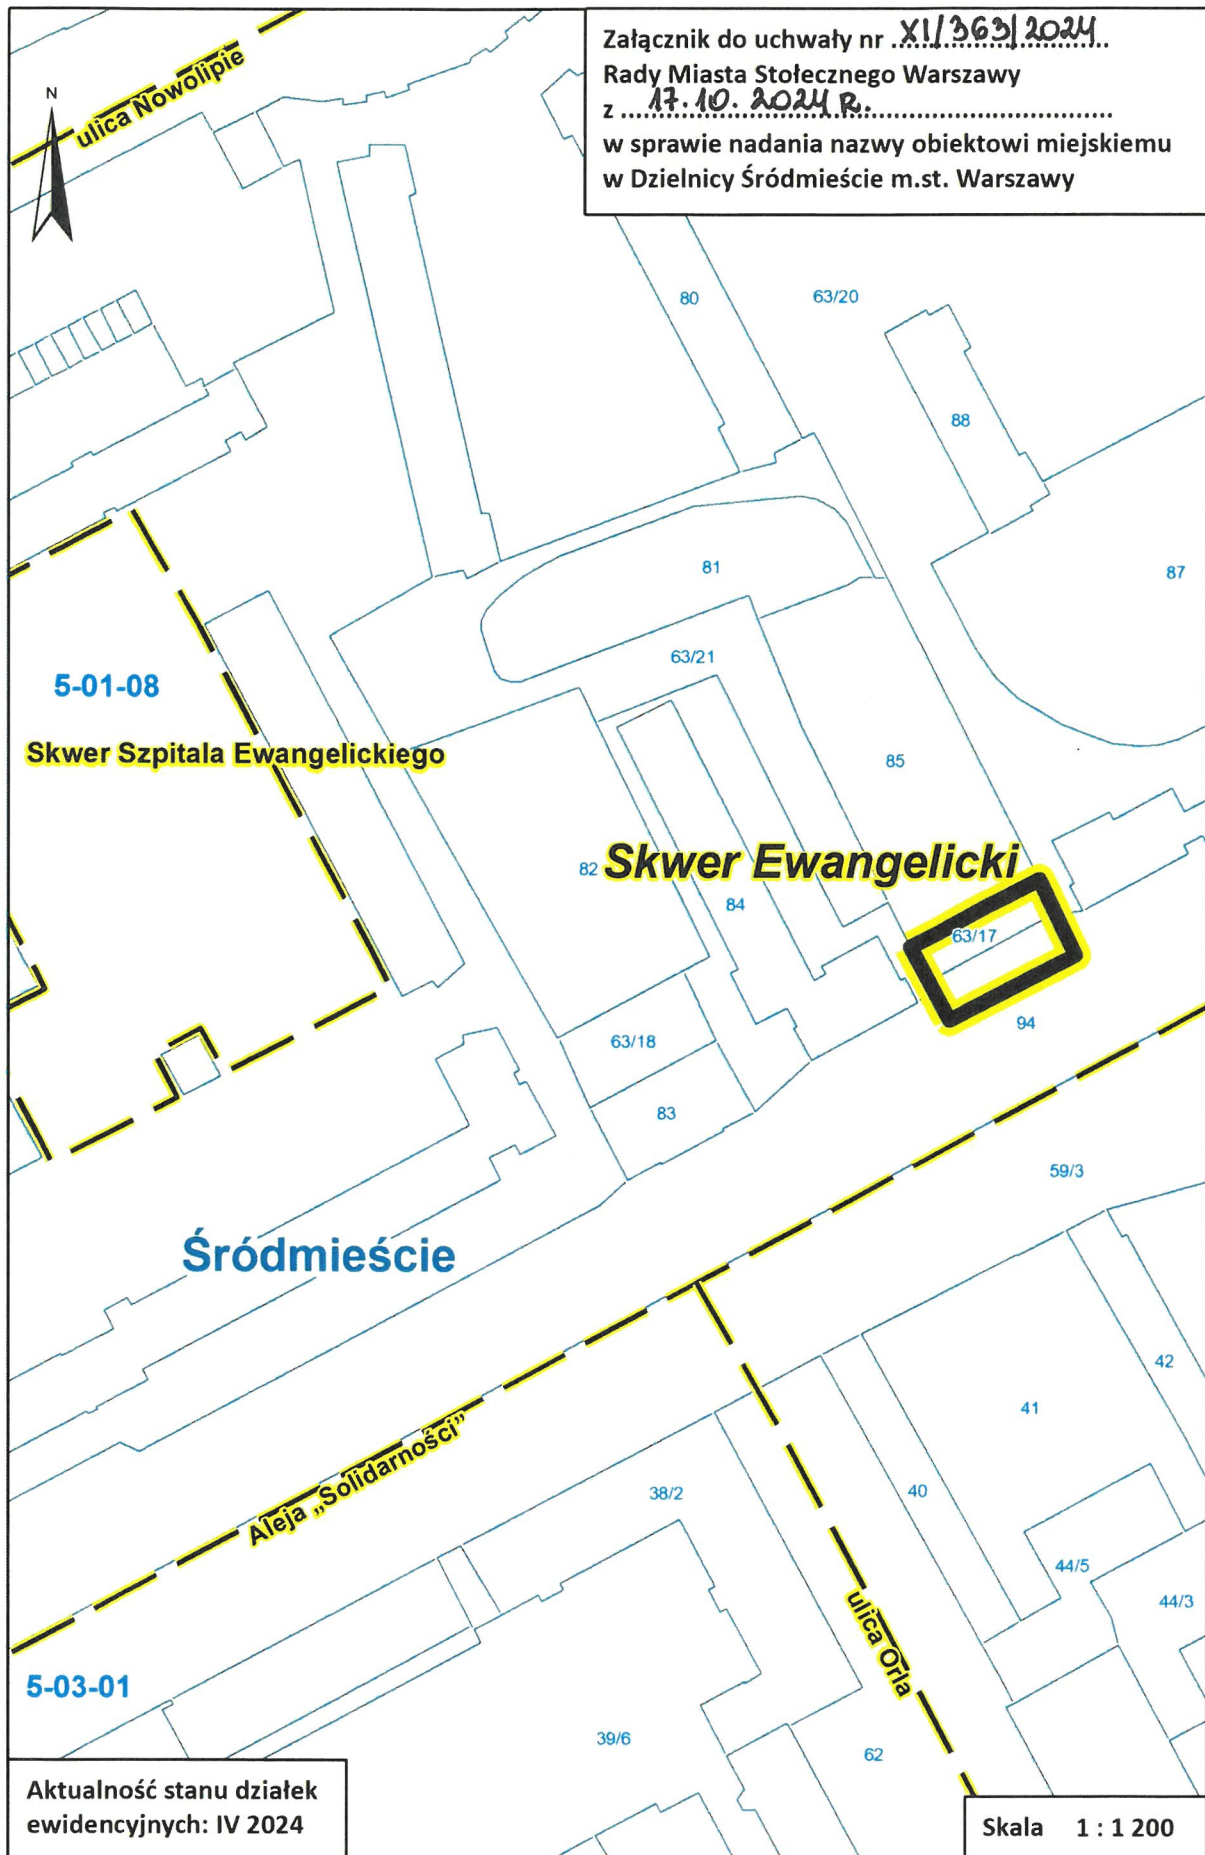 Załącznik do uchwały nr XI/363/2024
Rady Miasta Stołecznego Warszawy
z 17.10.2024 R.
w sprawie nadania nazwy obiektowi miejskiemu
w Dzielnicy Śródmieście m.st. Warszawy
N
ulica Nowolipie
80
63/20
88
81
87
63/21
5-01-08
Skwer Szpitala Ewangelickiego
85
Skwer Ewangelicki
82
84
63/17
94
63/18
83
59/3
Śródmieście
42
41
Aleja „Solidarności”
38/2
40
44/5
44/3
ulica Orla
5-03-01
39/6
62
Aktualność stanu działek
ewidencyjnych: IV 2024
Skala 1 : 1 200